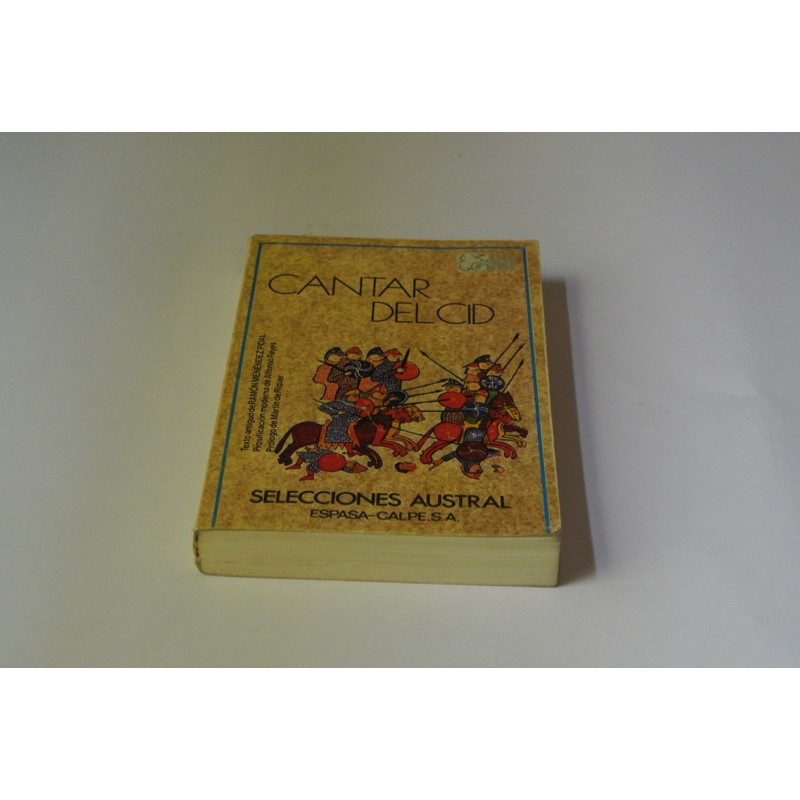 CANTAR
DEL CID
Texto antiguo de RAMÓN MENÉNDEZ PIDAL
Prosificación moderna de Alfonso Reyes
Prólogo de Martín de Riquer
SELECCIONES AUSTRAL
ESPASA-CALPE, S. A.